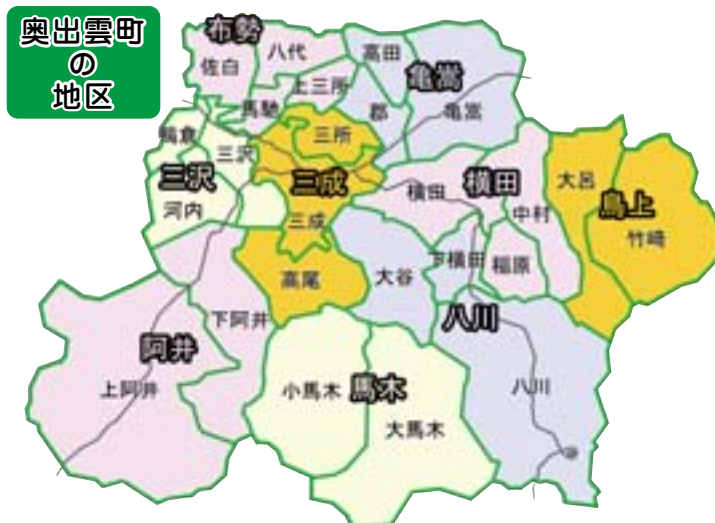 奥出雲町
の
地区
布勢
佐白
八代
上三所
馬馳
高田
亀嵩
郡
亀嵩
鴨倉
三沢
三沢
河内
三所
三成
三成
高尾
横田
横田
中村
大呂
鳥上
竹崎
大谷
下横田
稲原
八川
八川
下阿井
阿井
上阿井
小馬木
馬木
大馬木